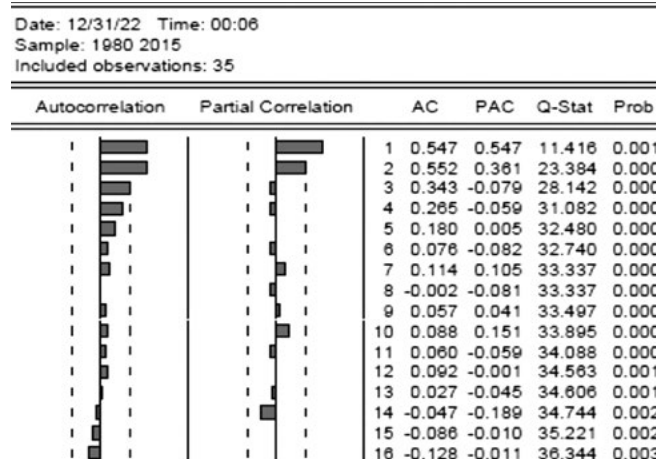 Date: 12/31/22 Time: 00:06
Sample: 1980 2015
Included observations: 35
Autocorrelation Partial Correlation AC PAC Q-Stat Prob
1 0.547 0.547 11.416 0.001
2 0.552 0.361 23.384 0.000
3 0.343 -0.079 28.142 0.000
4 0.265 -0.059 31.082 0.000
5 0.180 0.005 32.480 0.000
6 0.076 -0.082 32.740 0.000
7 0.114 0.105 33.337 0.000
8 -0.002 -0.081 33.337 0.000
9 0.057 0.041 33.497 0.000
10 0.088 0.151 33.895 0.000
11 0.060 -0.059 34.088 0.000
12 0.092 -0.001 34.563 0.001
13 0.027 -0.045 34.606 0.001
14 -0.047 -0.189 34.744 0.002
15 -0.086 -0.010 35.221 0.002
16 -0.128 -0.011 36.344 0.003